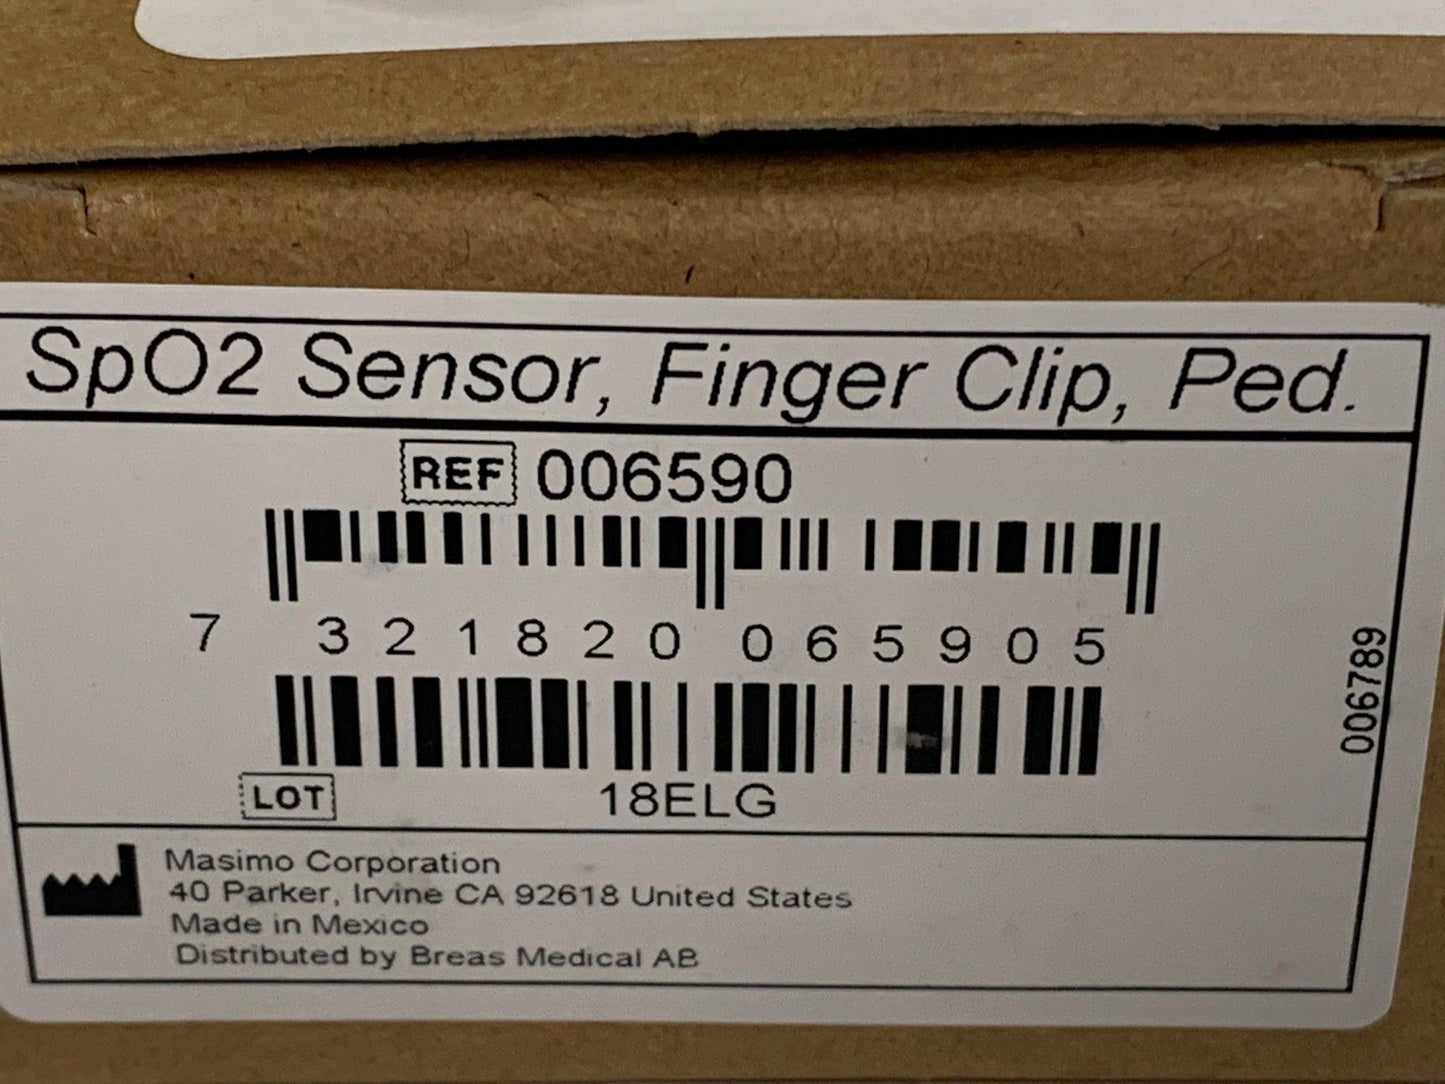 SpO2 Sensor, Finger Clip, Ped.
REF 006590
7 321820 065905
006789
LOT 18ELG
Masimo Corporation
40 Parker, Irvine CA 92618 United States
Made in Mexico
Distributed by Breas Medical AB